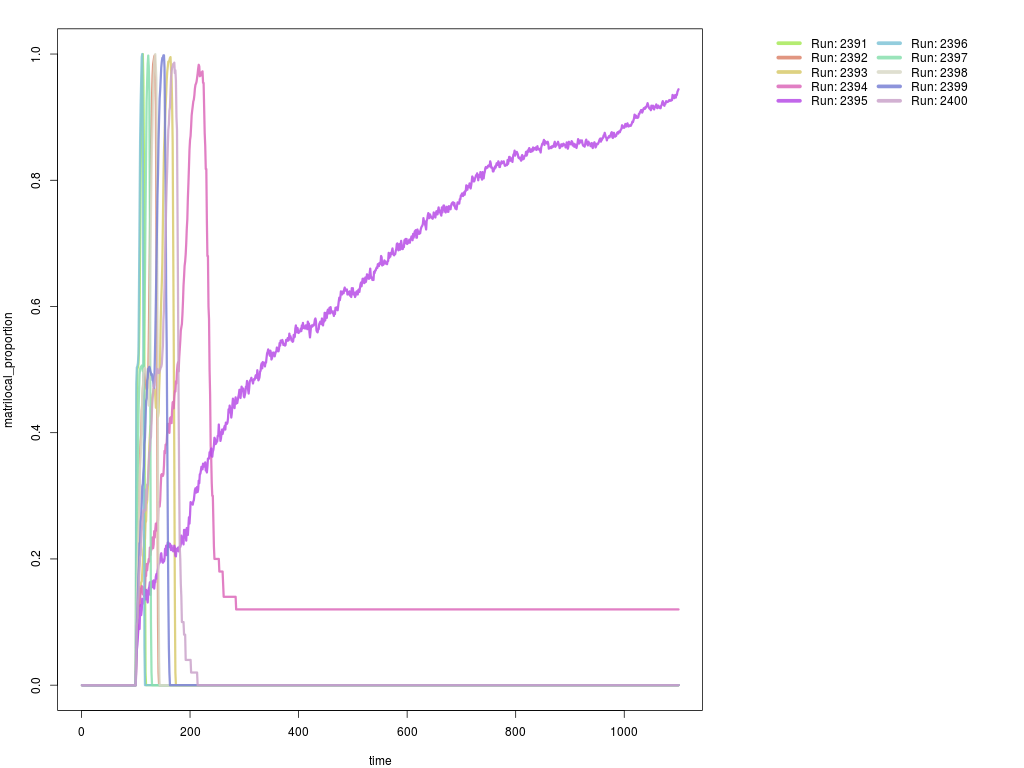 matrilocal_proportion
1.0
0.8
0.6
0.4
0.2
0.0
0 200 400 600 800 1000
time
Run: 2391 Run: 2396
Run: 2392 Run: 2397
Run: 2393 Run: 2398
Run: 2394 Run: 2399
Run: 2395 Run: 2400